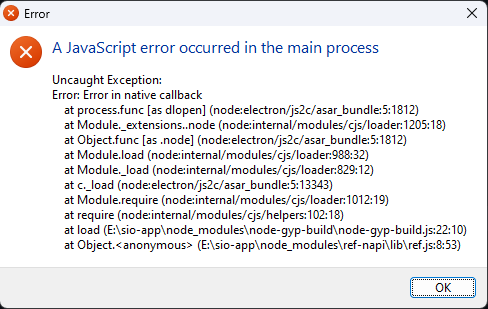 Error
A JavaScript error occurred in the main process
Uncaught Exception:
Error: Error in native callback
at process.func [as dlopen] (node:electron/js2c/asar_bundle:5:1812)
at Module._extensions..node (node:internal/modules/cjs/loader:1205:18)
at Object.func [as .node] (node:electron/js2c/asar_bundle:5:1812)
at Module.load (node:internal/modules/cjs/loader:988:32)
at Module._load (node:internal/modules/cjs/loader:829:12)
at c._load (node:electron/js2c/asar_bundle:5:13343)
at Module.require (node:internal/modules/cjs/loader:1012:19)
at require (node:internal/modules/cjs/helpers:102:18)
at load (E:\sio-app\node_modules\node-gyp-build\node-gyp-build.js:22:10)
at Object.<anonymous> (E:\sio-app\node_modules\ref-napi\lib\ref.js:8:53)
OK